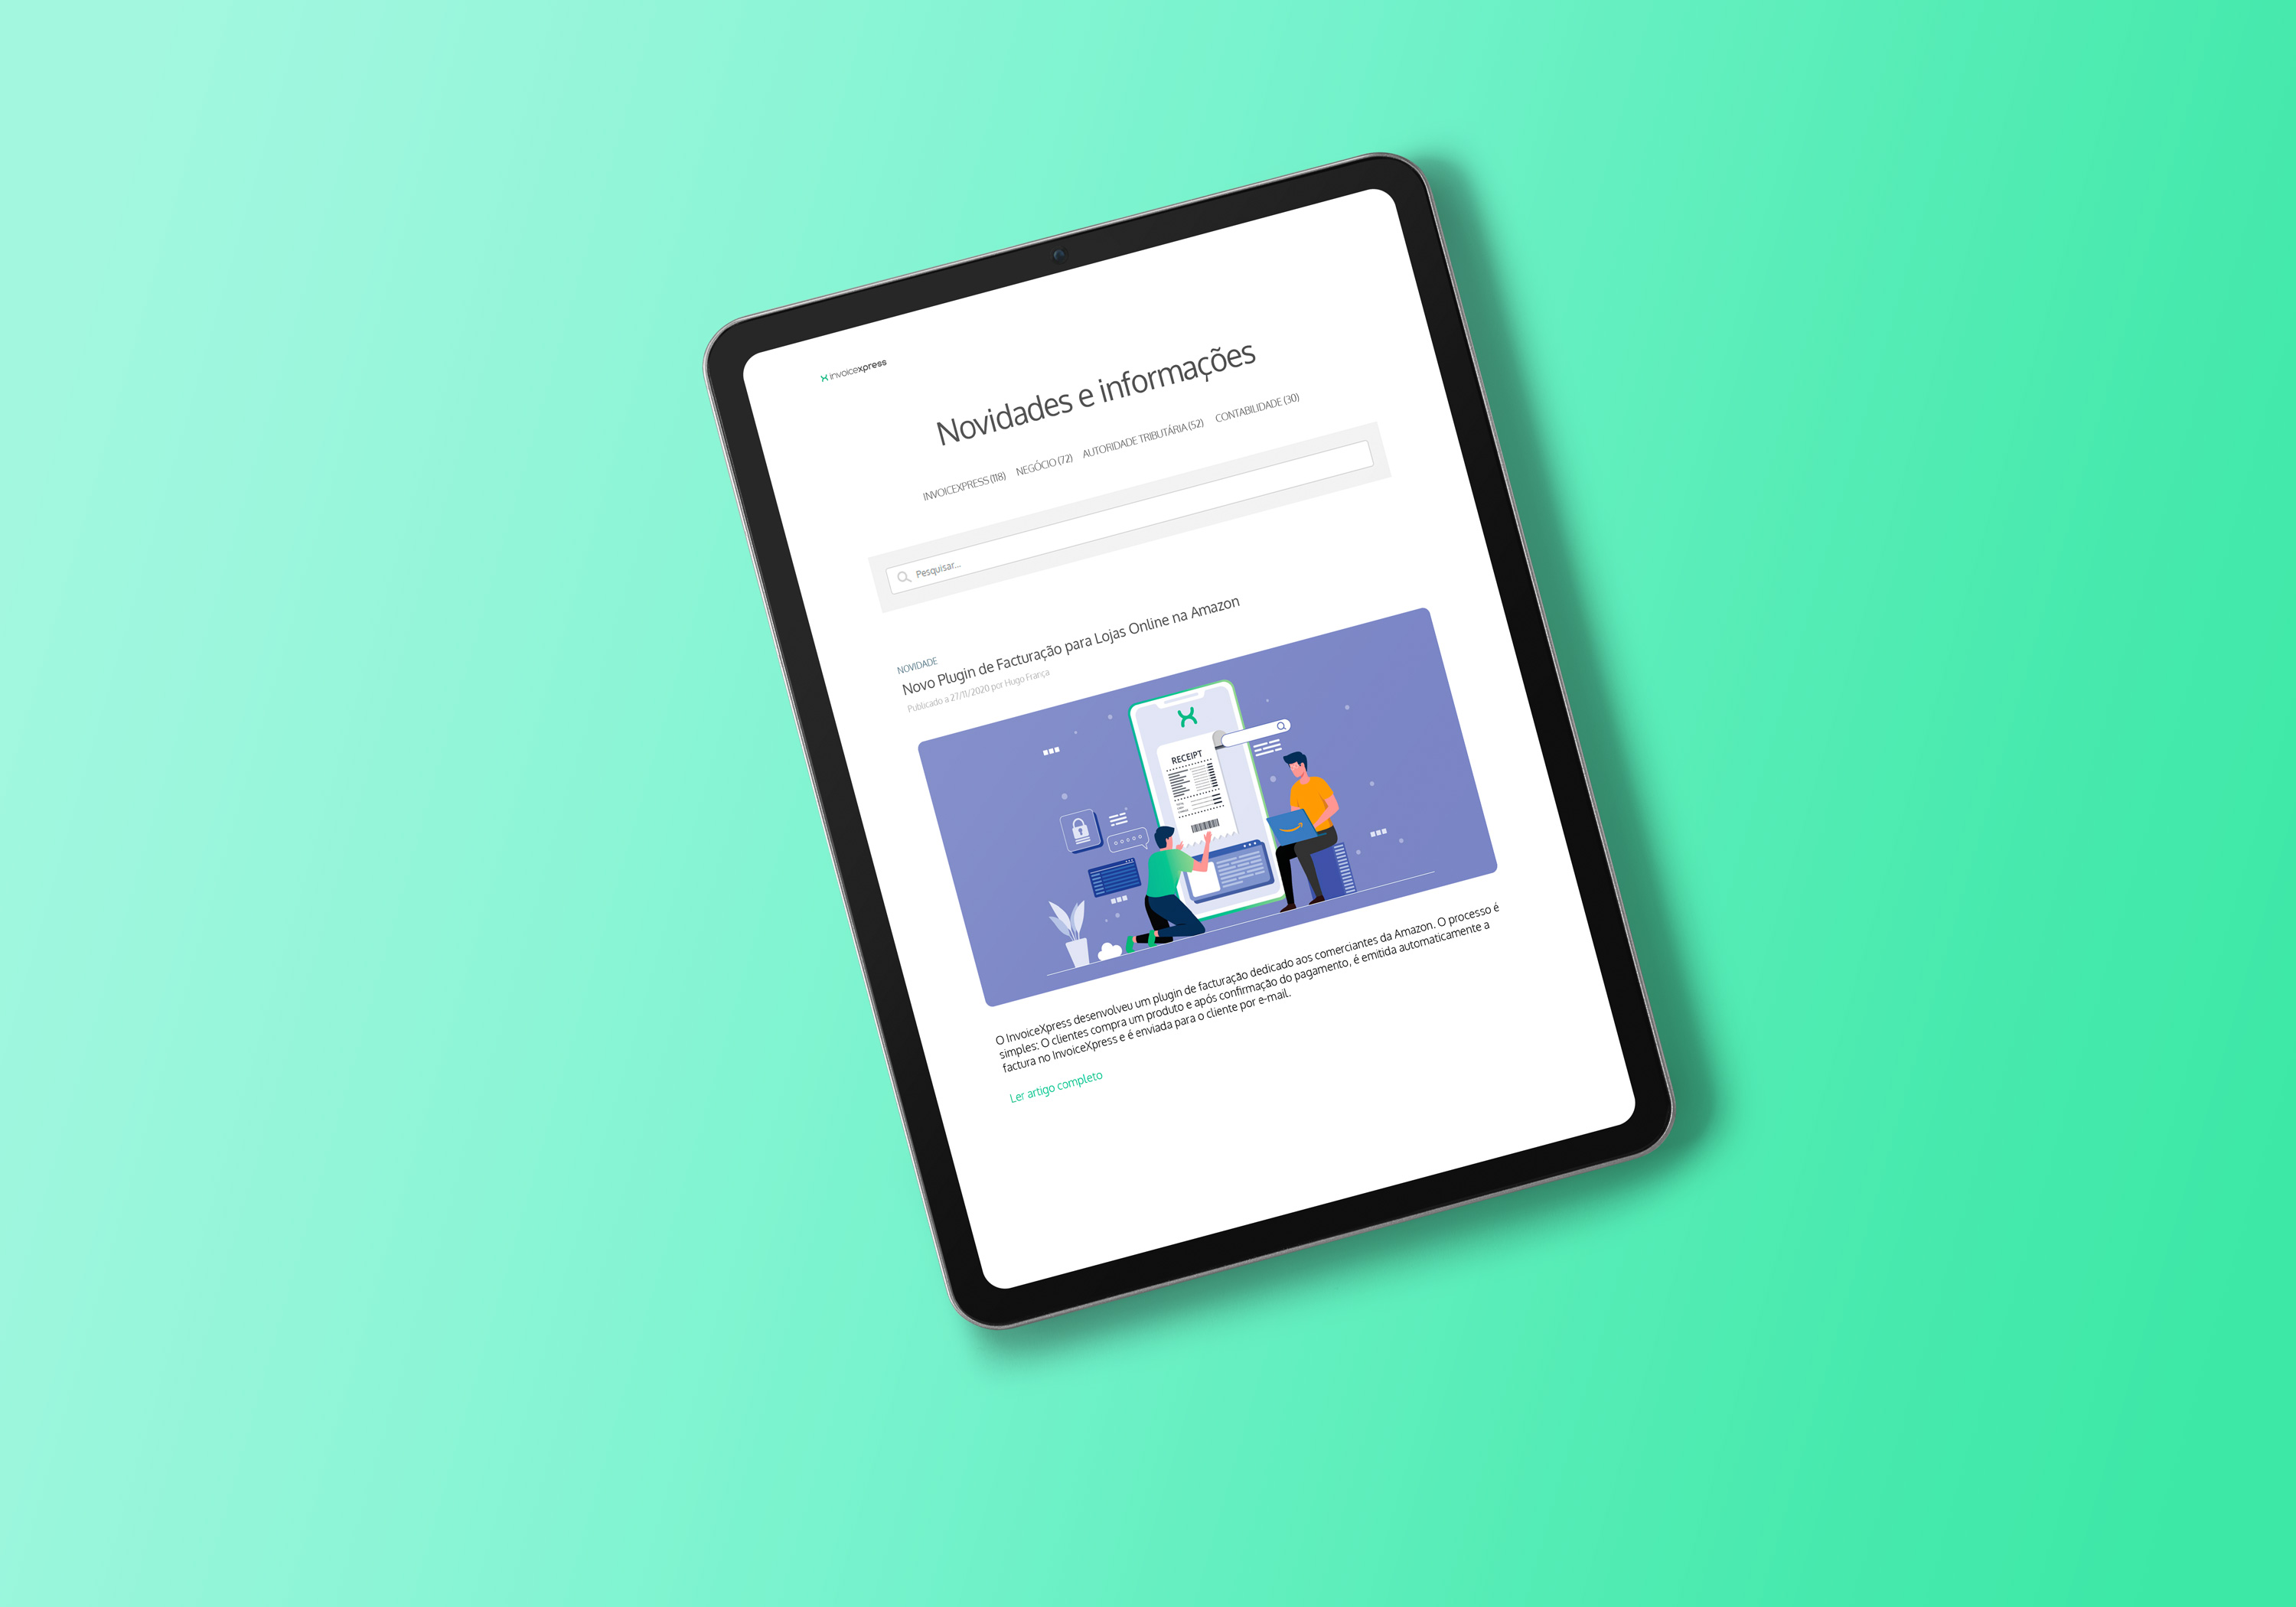 invoicexpress
Novidades e informações
INVOICEXPRESS (118) NEGÓCIO (72) AUTORIDADE TRIBUTÁRIA (52) CONTABILIDADE (30)
Pesquisar...
NOVIDADE
Novo Plugin de Facturação para Lojas Online na Amazon
Publicado a 27/11/2020 por Hugo França
RECEIPT
O InvoiceXpress desenvolveu um plugin de facturação dedicado aos comerciantes da Amazon. O processo é
simples: O clientes compra um produto e após confirmação do pagamento, é emitida automaticamente a
factura no InvoiceXpress e é enviada para o cliente por e-mail.
Ler artigo completo